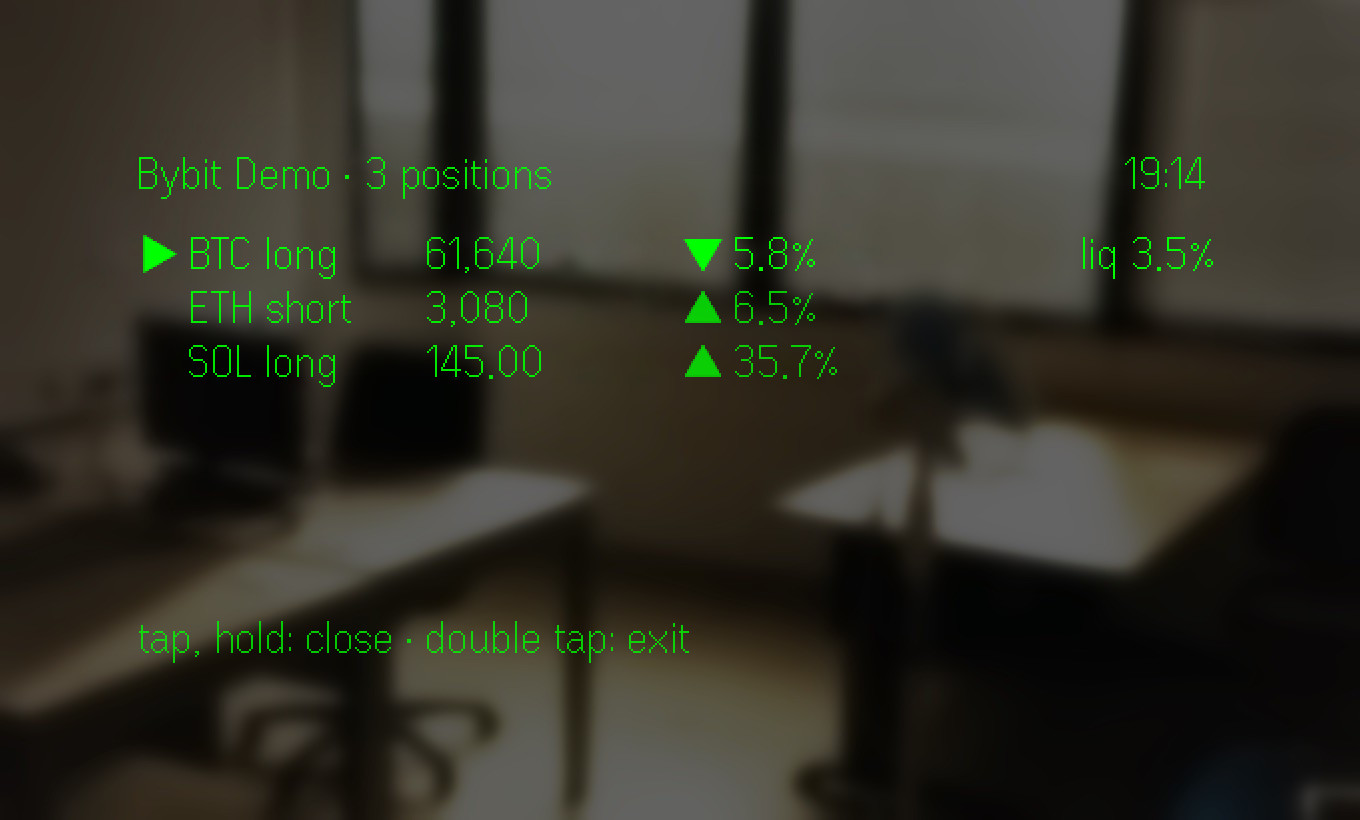 Bybit Demo · 3 positions 19:14
▶ BTC long 61,640 ▼ 5.8% liq 3.5%
ETH short 3,080 ▲ 6.5%
SOL long 145.00 ▲ 35.7%
tap, hold: close · double tap: exit